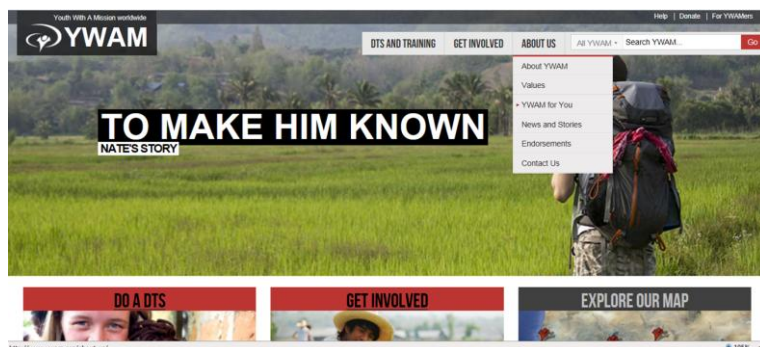 Youth With A Mission worldwide
Help | Donate | For YWAMers
YWAM
DTS AND TRAINING GET INVOLVED ABOUT US All YWAM Search YWAM... Go
About YWAM
Values
YWAM for You
News and Stories
Endorsements
Contact Us
TO MAKE HIM KNOWN
NATE'S STORY
DO A DTS GET INVOLVED EXPLORE OUR MAP